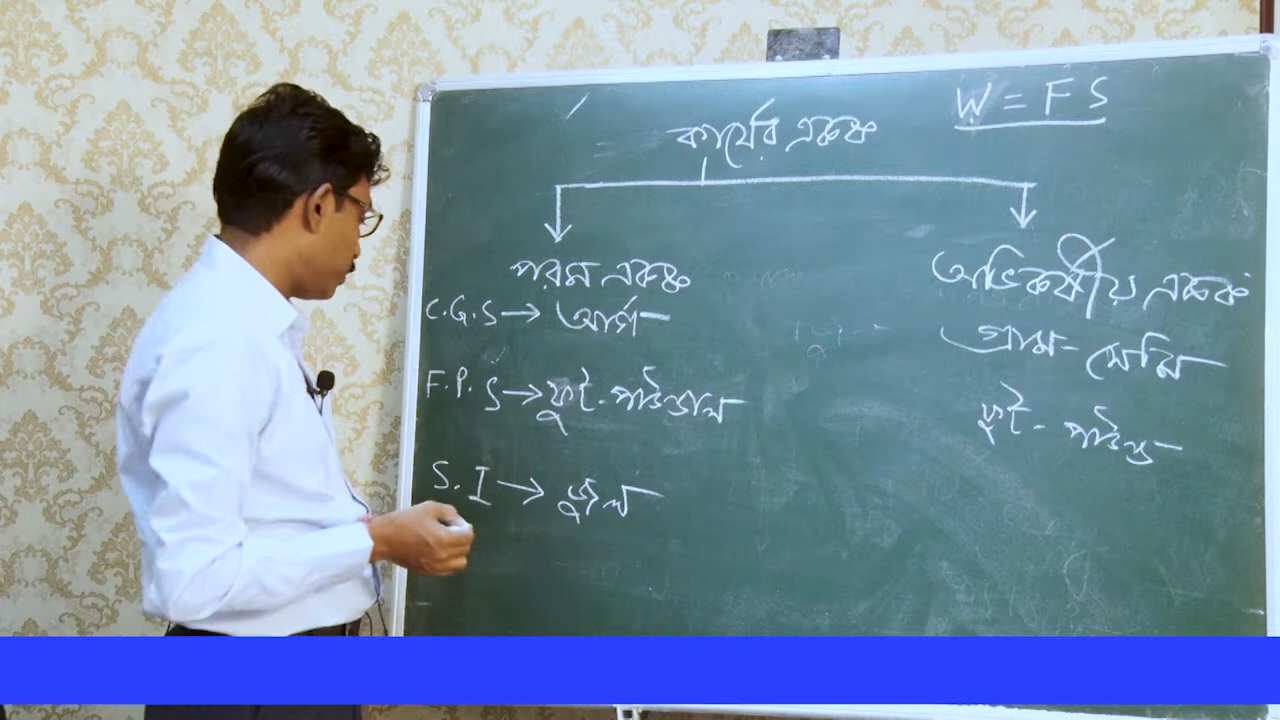 W = F S
কার্যের একক
পরম একক
C.G.S → আর্গ
F.P.S → ফুট-পাউন্ডাল
S.I → জুল
অভিকর্ষীয় একক
গ্রাম-সেমি
ফুট-পাউন্ড